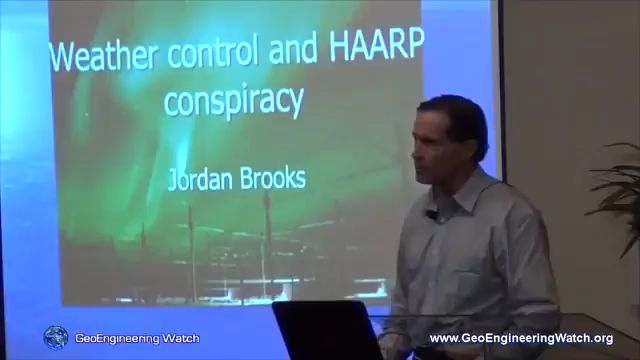 Weather control and HAARP
conspiracy
Jordan Brooks
GeoEngineering Watch
www.GeoEngineeringWatch.org